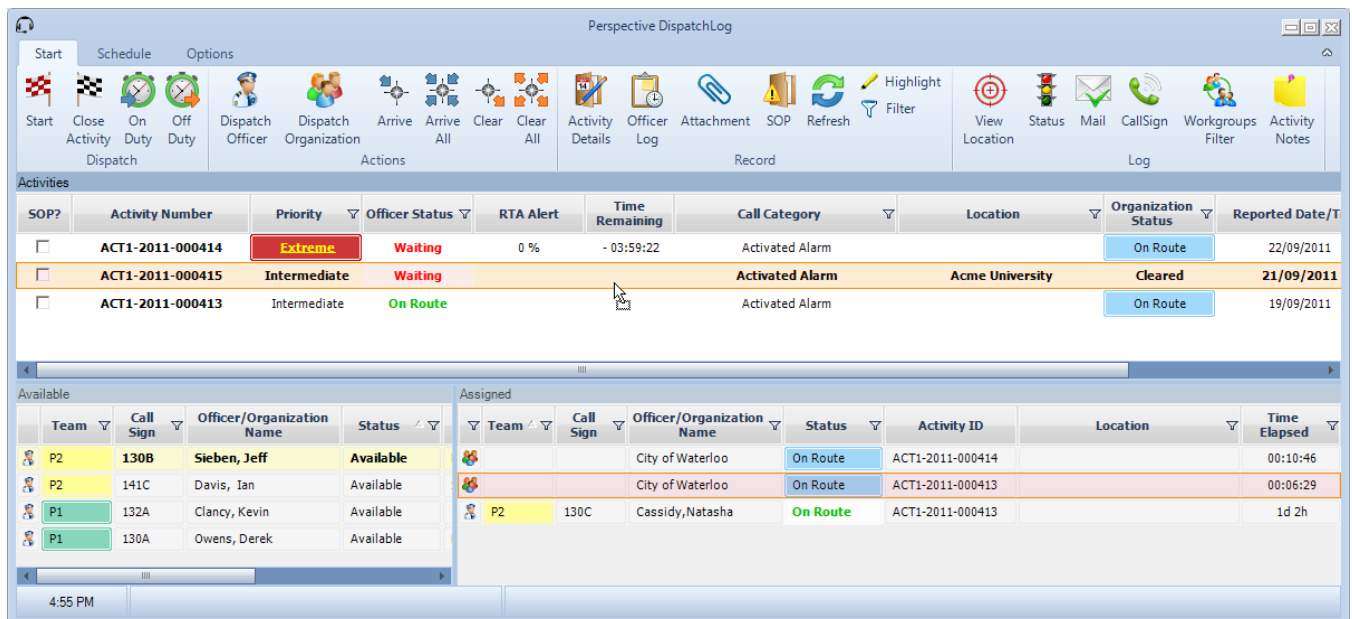 Perspective DispatchLog
Start Schedule Options
Start Close Activity On Duty Off Duty Dispatch Officer Dispatch Organization Arrive Arrive All Clear Clear All Activity Details Officer Log Attachment SOP Refresh Highlight Filter View Location Status Mail CallSign Workgroups Filter Activity Notes
Dispatch Actions Record Log
Activities
SOP? Activity Number Priority Officer Status RTA Alert Time Remaining Call Category Location Organization Status Reported Date/Ti
ACT1-2011-000414 Extreme Waiting 0 % - 03:59:22 Activated Alarm On Route 22/09/2011
ACT1-2011-000415 Intermediate Waiting Activated Alarm Acme University Cleared 21/09/2011
ACT1-2011-000413 Intermediate On Route Activated Alarm On Route 19/09/2011
Available Assigned
Team Call Sign Officer/Organization Name Status Team Call Sign Officer/Organization Name Status Activity ID Location Time Elapsed
P2 130B Sieben, Jeff Available City of Waterloo On Route ACT1-2011-000414 00:10:46
P2 141C Davis, Ian Available City of Waterloo On Route ACT1-2011-000413 00:06:29
P1 132A Clancy, Kevin Available P2 130C Cassidy,Natasha On Route ACT1-2011-000413 1d 2h
P1 130A Owens, Derek Available
4:55 PM